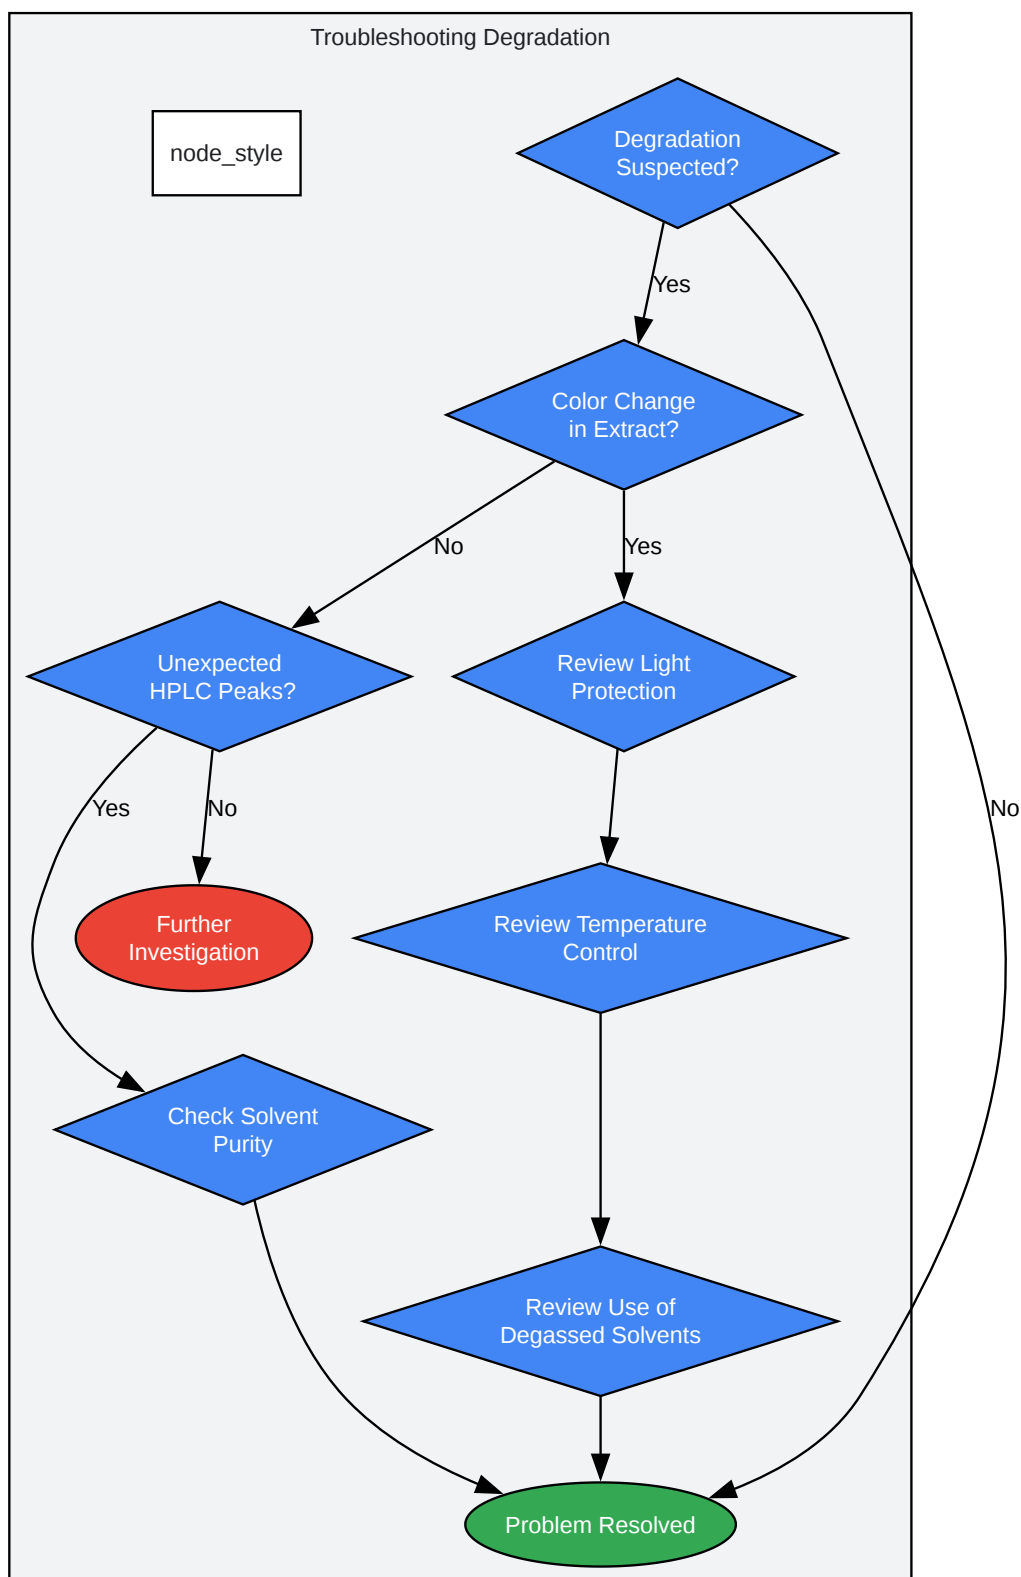 Troubleshooting Degradation
node_style
Degradation
Suspected?
Yes
Color Change
in Extract?
No
Yes
Unexpected
HPLC Peaks?
Review Light
Protection
Yes
No
No
Further
Investigation
Review Temperature
Control
Check Solvent
Purity
Review Use of
Degassed Solvents
Problem Resolved